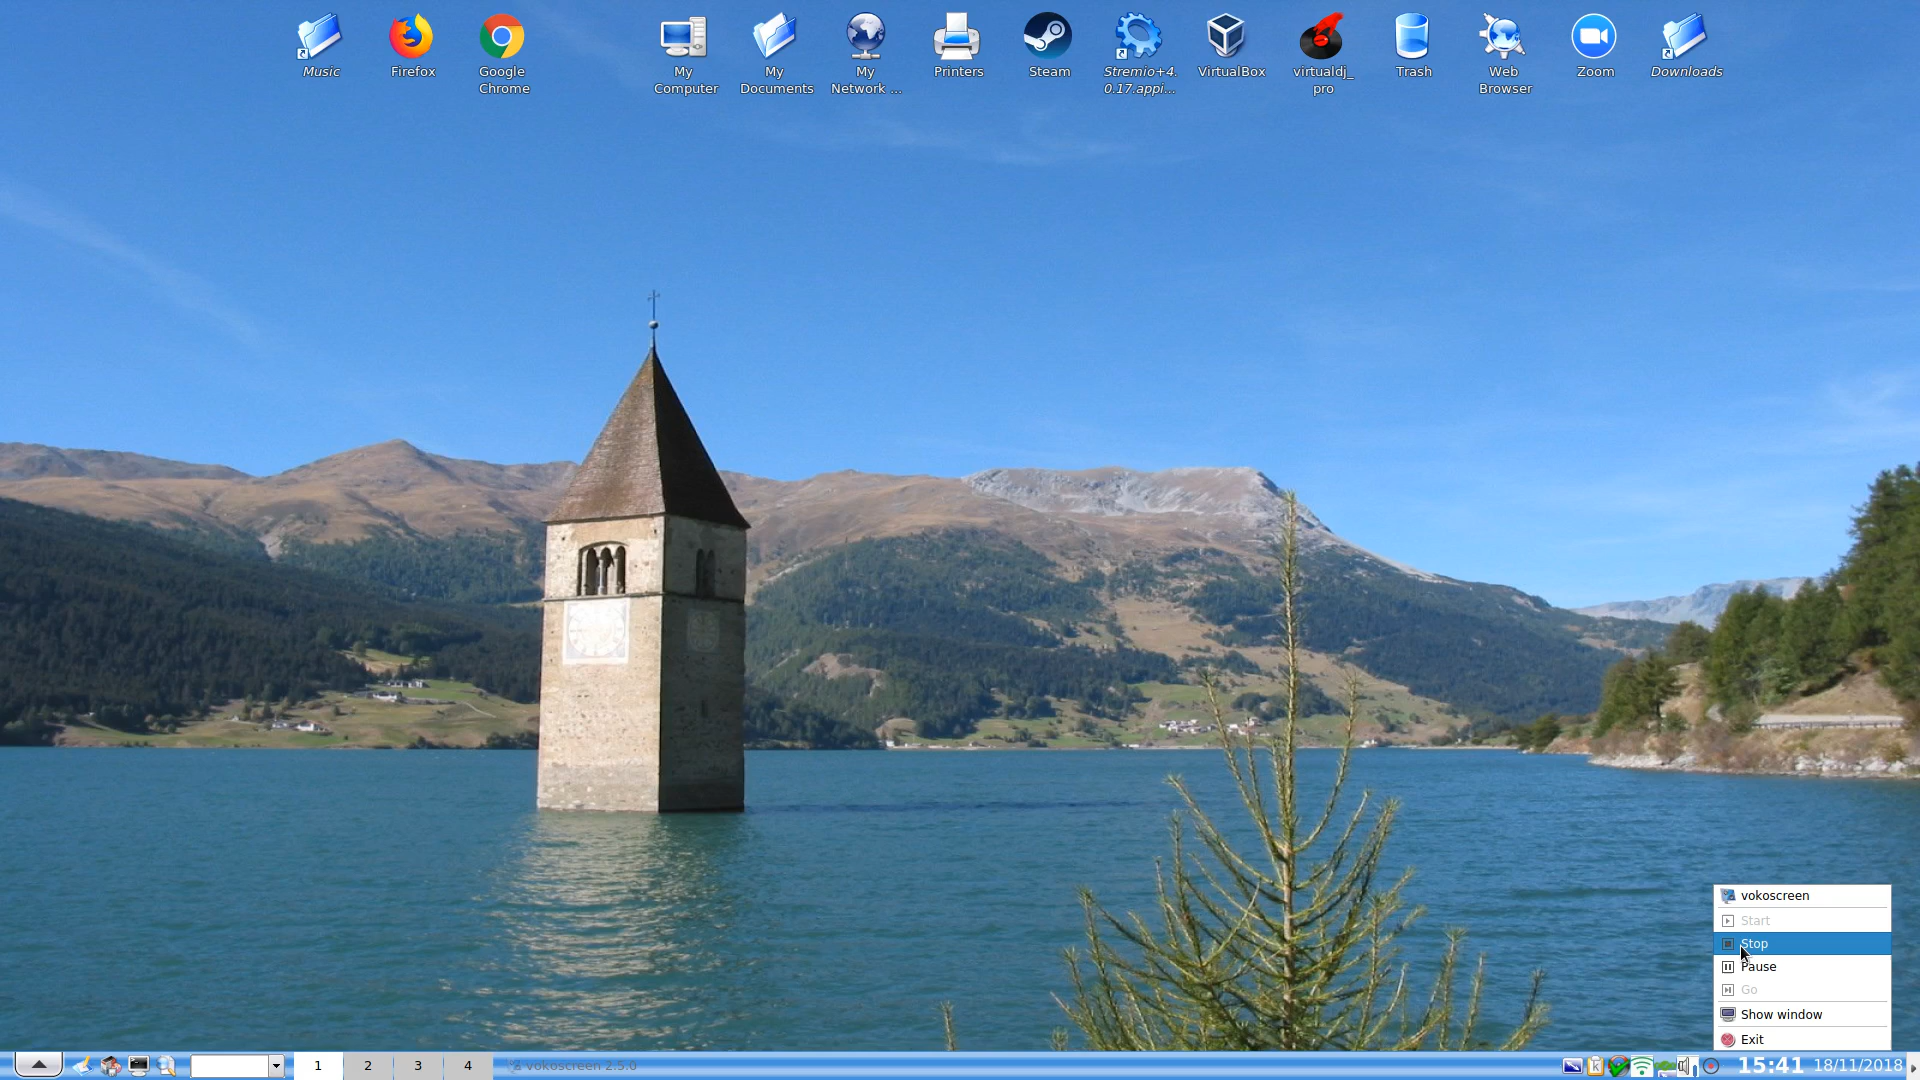 Music
Firefox
Google
Chrome
My
Computer
My
Documents
My
Network ...
Printers
Steam
Stremio+4.
0.17.appi...
VirtualBox
virtualdj_
pro
Trash
Web
Browser
Zoom
Downloads
vokoscreen
Start
Stop
Pause
Go
Show window
Exit
1
2
3
4
vokoscreen 2.5.0
15:41
18/11/2018